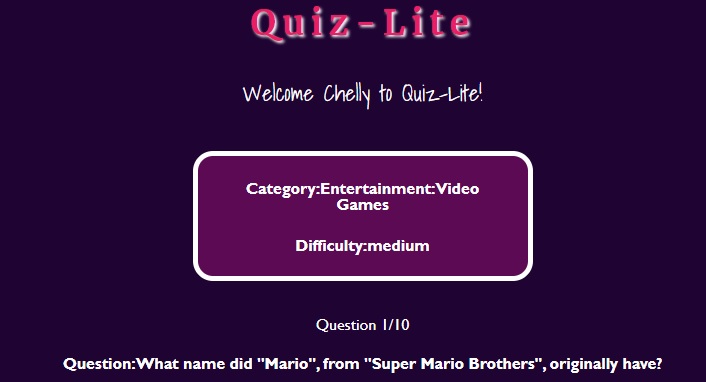 Quiz-Lite
Welcome Chelly to Quiz-Lite!
Category:Entertainment:Video
Games
Difficulty:medium
Question 1/10
Question:What name did "Mario", from "Super Mario Brothers", originally have?